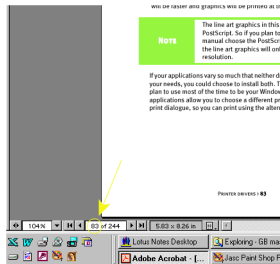 will be faster and graphics will be printed at th
The line art graphics in this
PostScript. So if you plan to
NOTE
manual choose the PostScri
the line art graphics will onl
resolution.
If your applications vary so much that neither d
your needs, you could choose to install both. T
plan to use most of the time to be your Window
applications allow you to choose a different pr
print dialogue, so you can print using the altern
PRINTER DRIVERS • 83
104%
83 of 244
5.83 x 8.26 in
Lotus Notes Desktop
Exploring - GB ma
Adobe Acrobat - [...
Jasc Paint Shop P